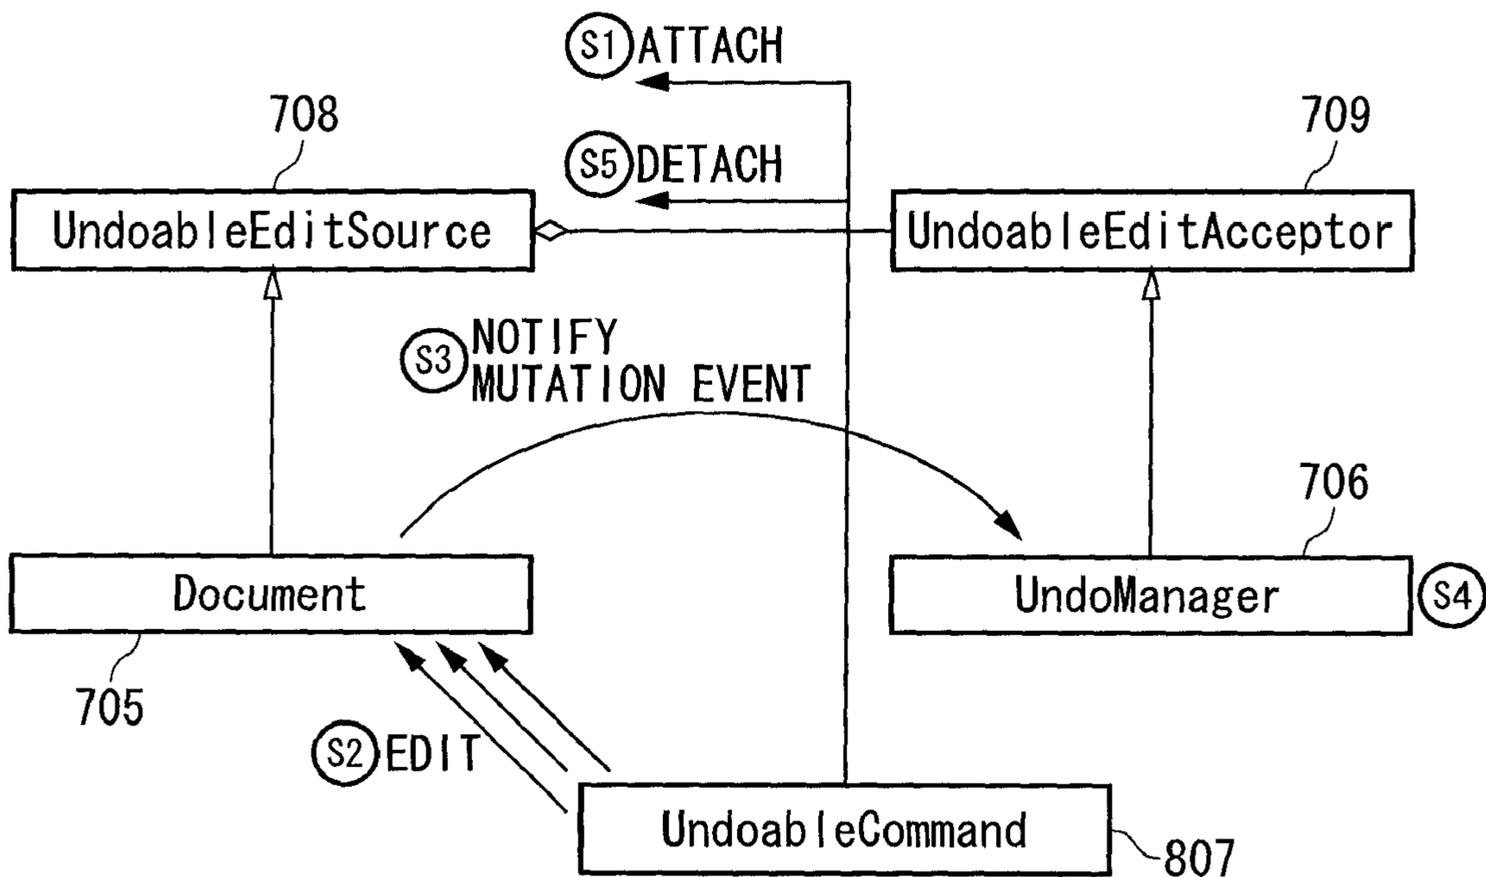 S1 ATTACH
708
709
S5 DETACH
UndoableEditSource
UndoableEditAcceptor
S3 NOTIFY
MUTATION EVENT
706
Document
UndoManager
S4
705
S2 EDIT
UndoableCommand
807